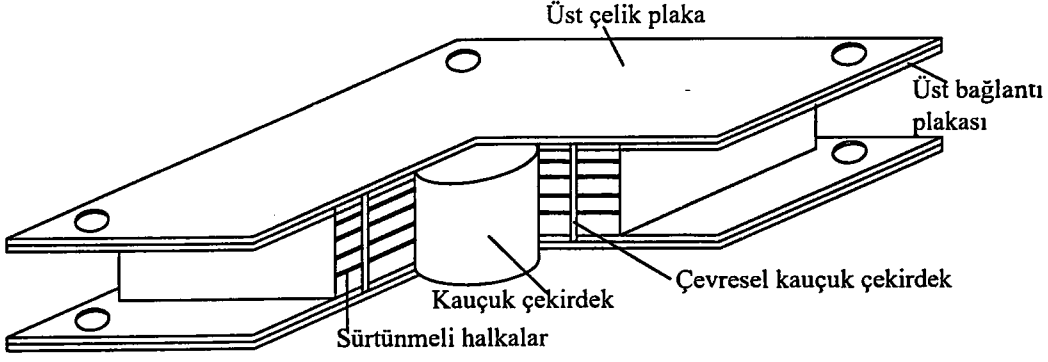 Üst çelik plaka
Üst bağlantı
plakası
Çevresel kauçuk çekirdek
Kauçuk çekirdek
Sürtünmeli halkalar